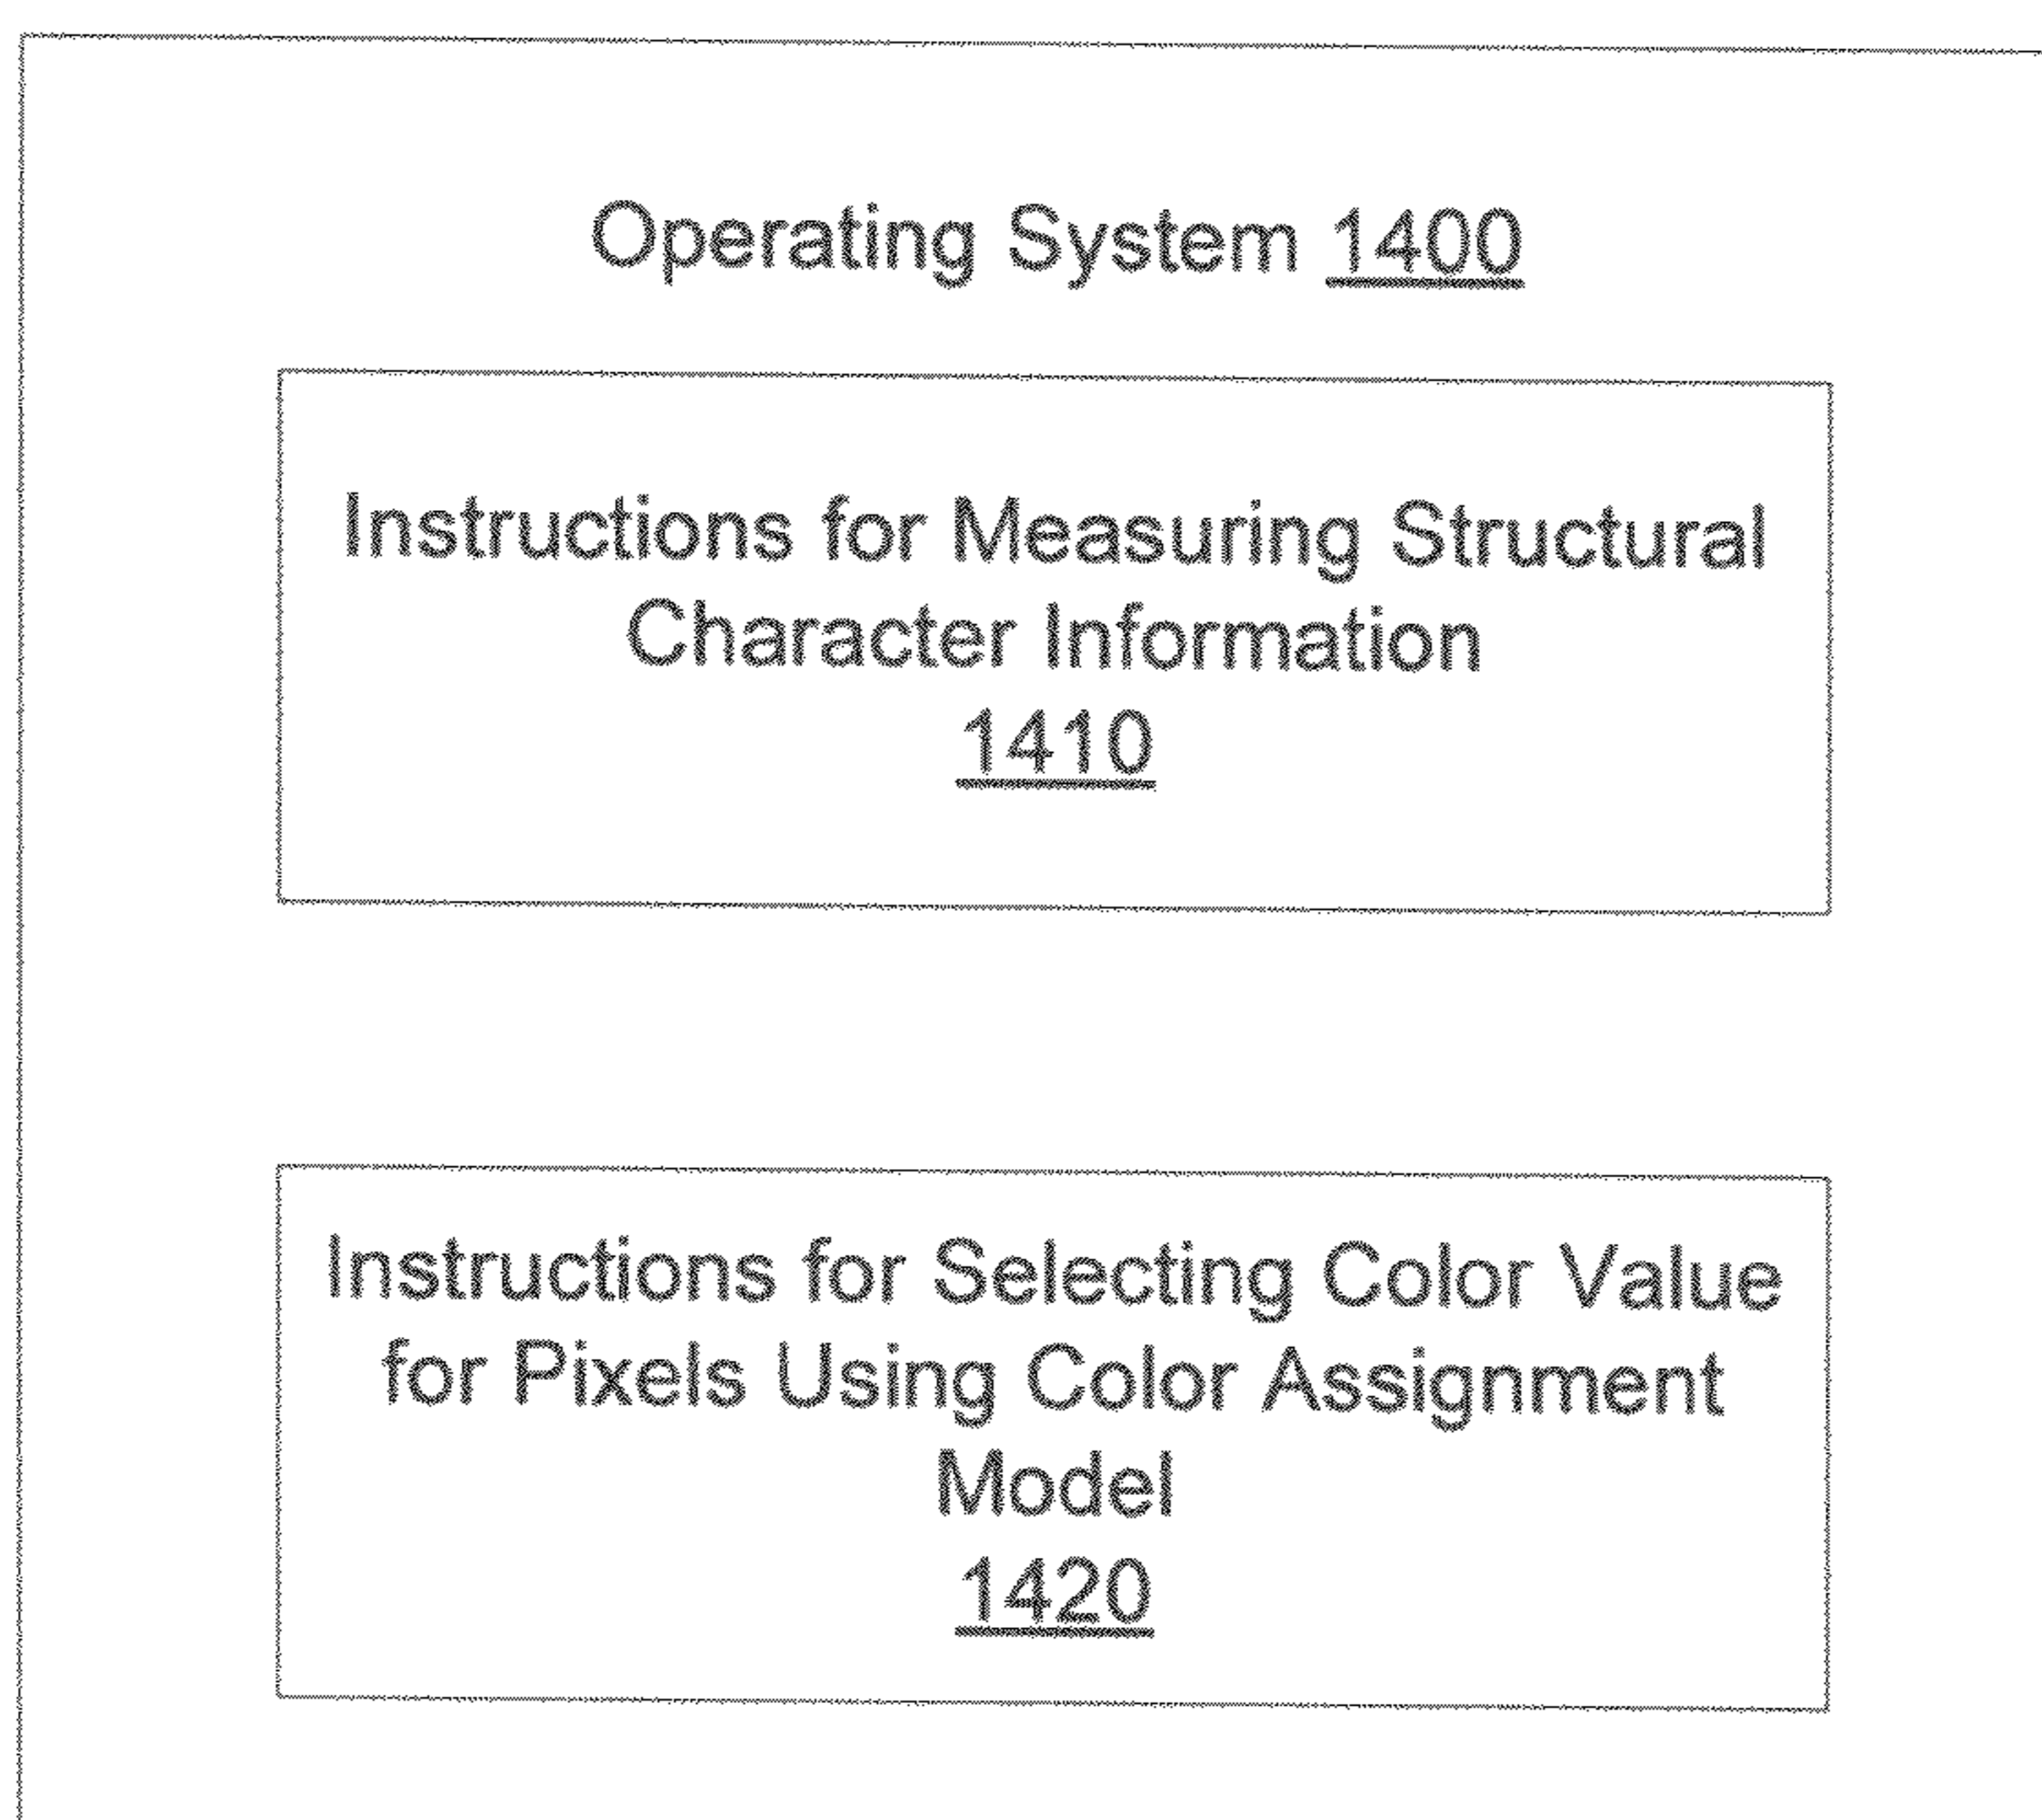 Operating System 1400
Instructions for Measuring Structural
Character Information
1410
Instructions for Selecting Color Value
for Pixels Using Color Assignment
Model
1420